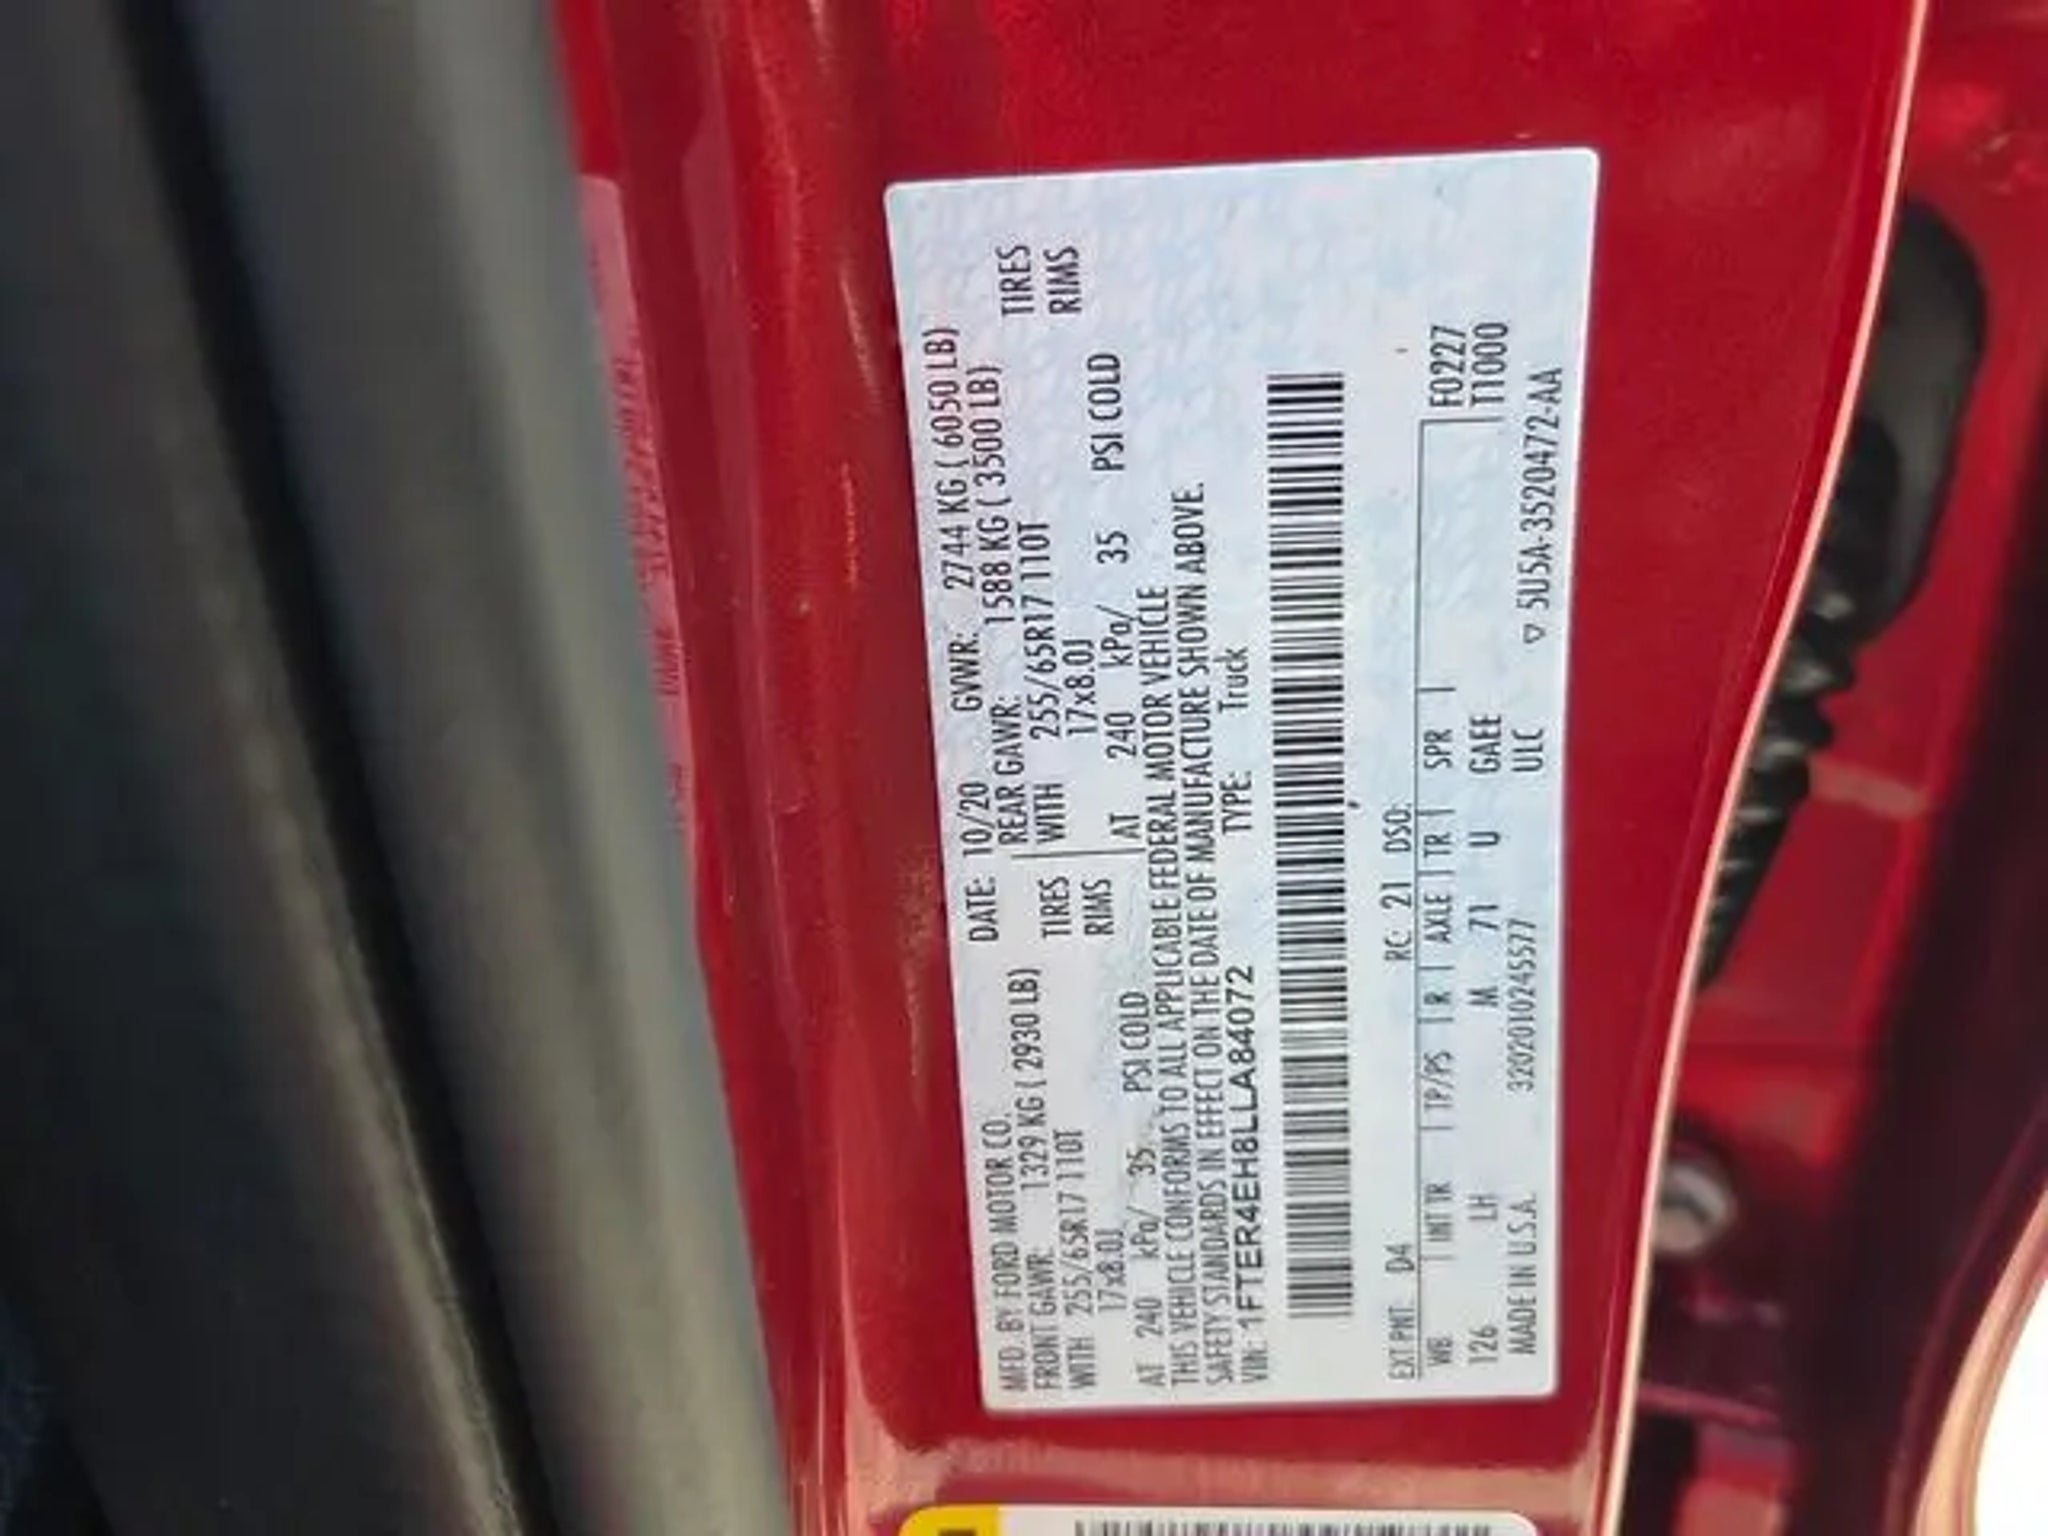 MFD. BY FORD MOTOR CO. DATE: 10/20 GVWR: 2744 KG ( 6050 LB)
FRONT GAWR: 1329 KG ( 2930 LB) REAR GAWR: 1588 KG ( 3500 LB)
WITH 255/65R17 110T TIRES WITH 255/65R17 110T TIRES
17x8.0J RIMS 17x8.0J RIMS
AT 240 kPa/ 35 PSI COLD AT 240 kPa/ 35 PSI COLD
THIS VEHICLE CONFORMS TO ALL APPLICABLE FEDERAL MOTOR VEHICLE
SAFETY STANDARDS IN EFFECT ON THE DATE OF MANUFACTURE SHOWN ABOVE.
VIN: 1FTER4EH8LLA84072 TYPE: Truck
EXT PNT: D4 RC: 21 DSO: F0227
WB INT TR TP/PS R AXLE TR SPR T1000
126 LH M 71 U GAEE
ULC
MADE IN U.S.A. 320201024S577 ▽ 5U5A-3520472-AA